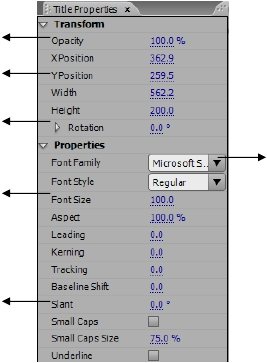 Title Properties x
Transform
Opacity 100.0 %
XPosition 362.9
YPosition 259.5
Width 562.2
Height 200.0
Rotation 0.0 °
Properties
Font Family Microsoft S..
Font Style Regular
Font Size 100.0
Aspect 100.0 %
Leading 0.0
Kerning 0.0
Tracking 0.0
Baseline Shift 0.0
Slant 0.0 °
Small Caps
Small Caps Size 75.0 %
Underline